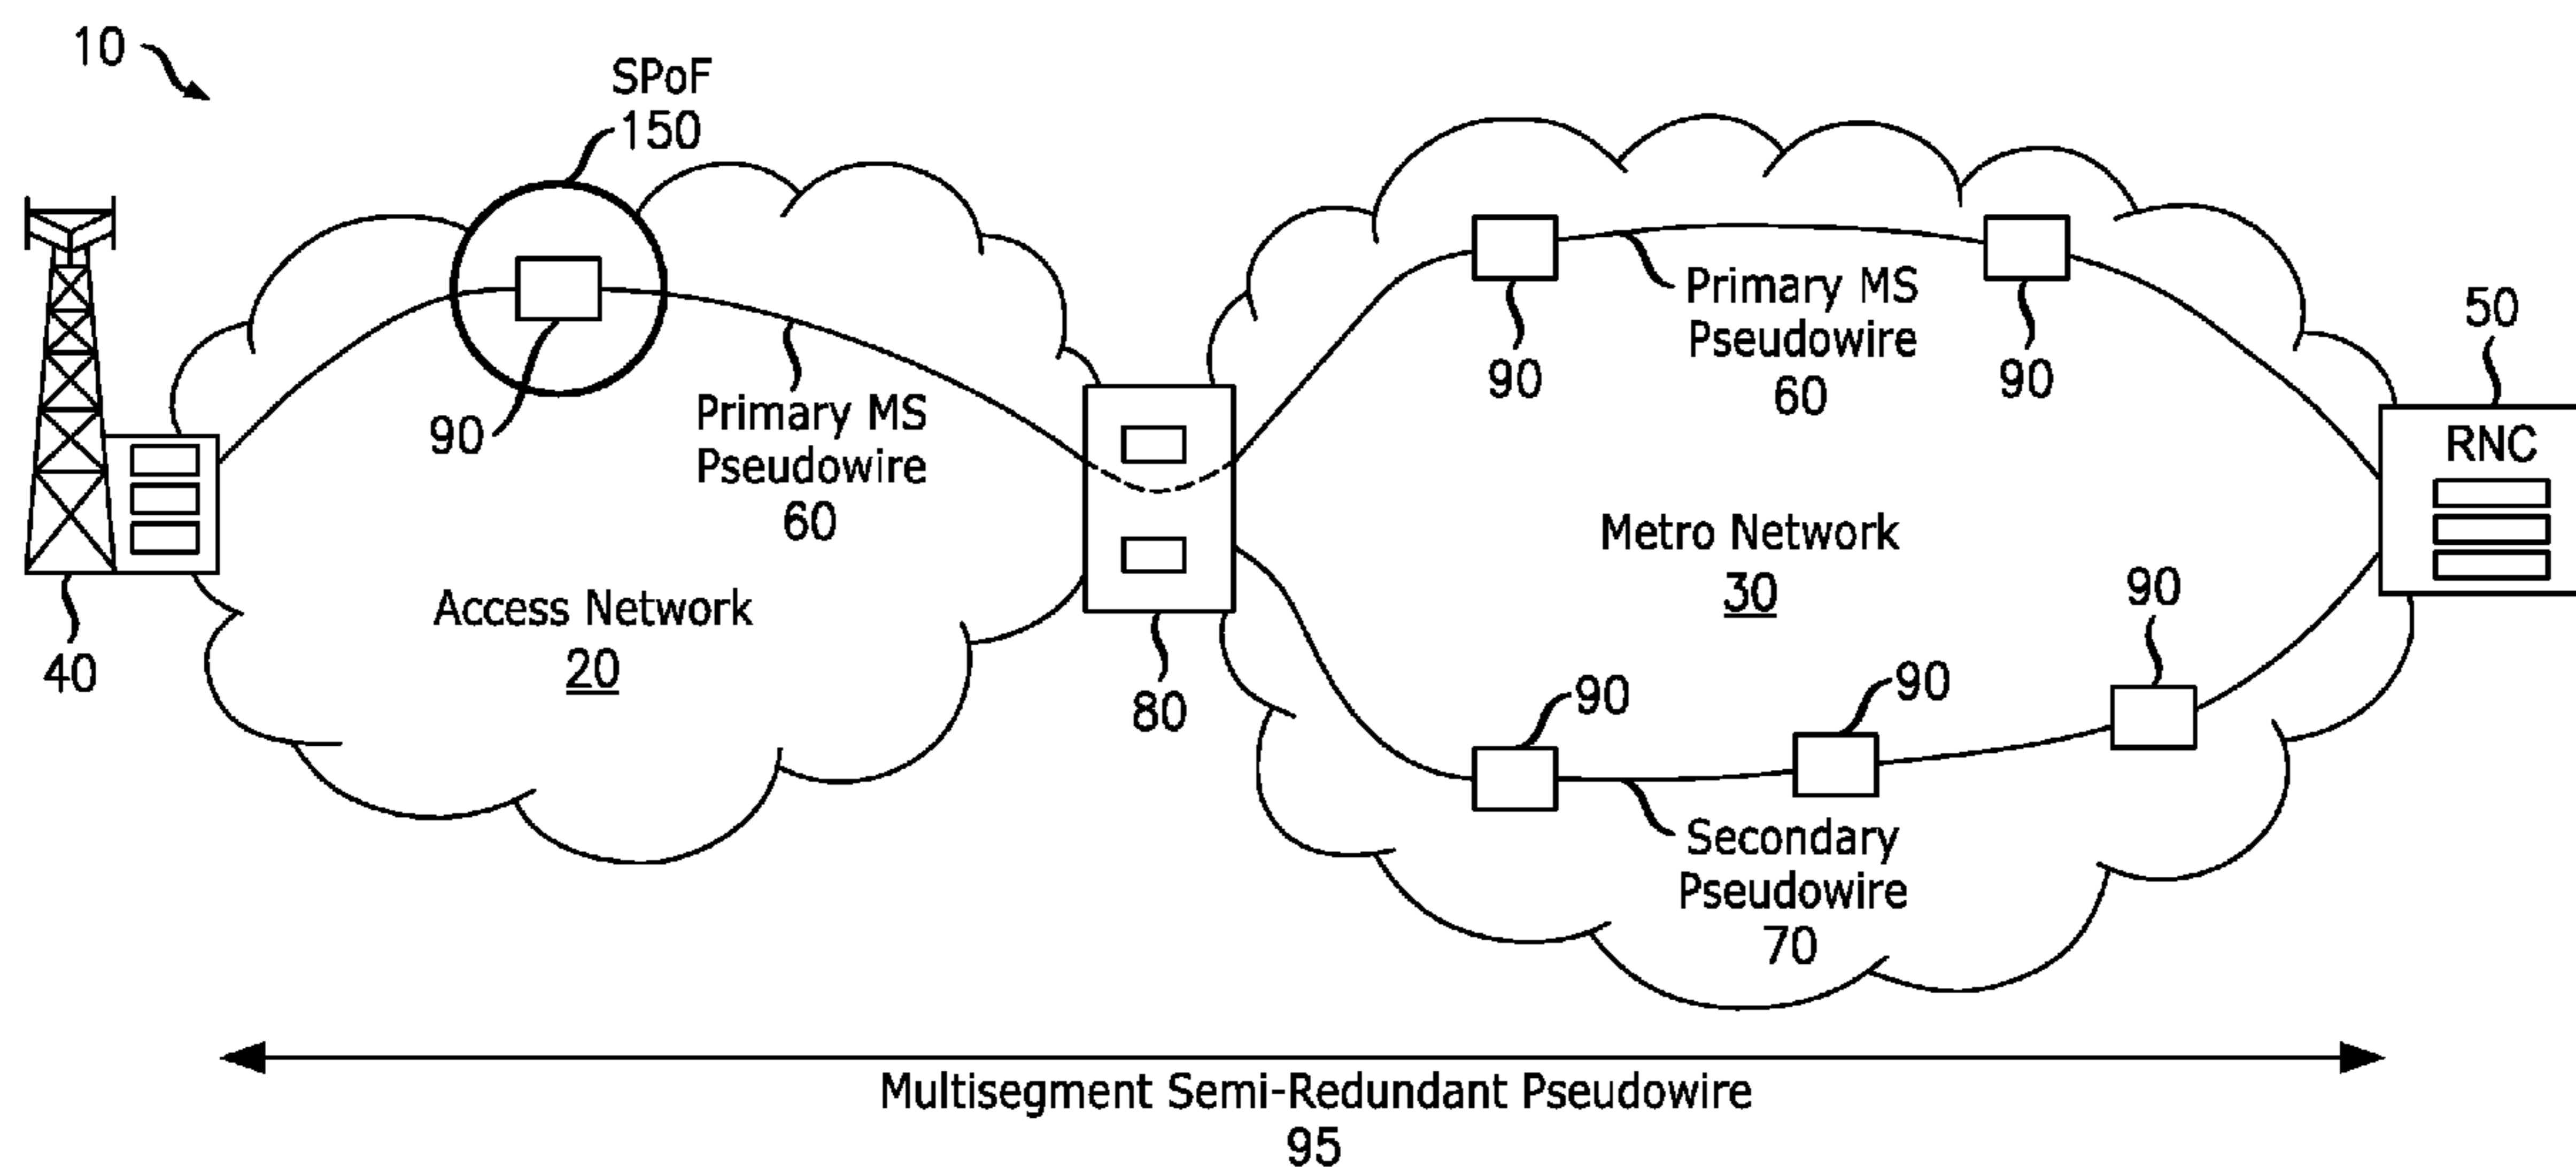 10
SPoF
150
90
Primary MS
Pseudowire
60
Access Network
20
40
80
90
Primary MS
Pseudowire
60
90
50
RNC
Metro Network
30
90
90
90
Secondary
Pseudowire
70
Multisegment Semi-Redundant Pseudowire
95